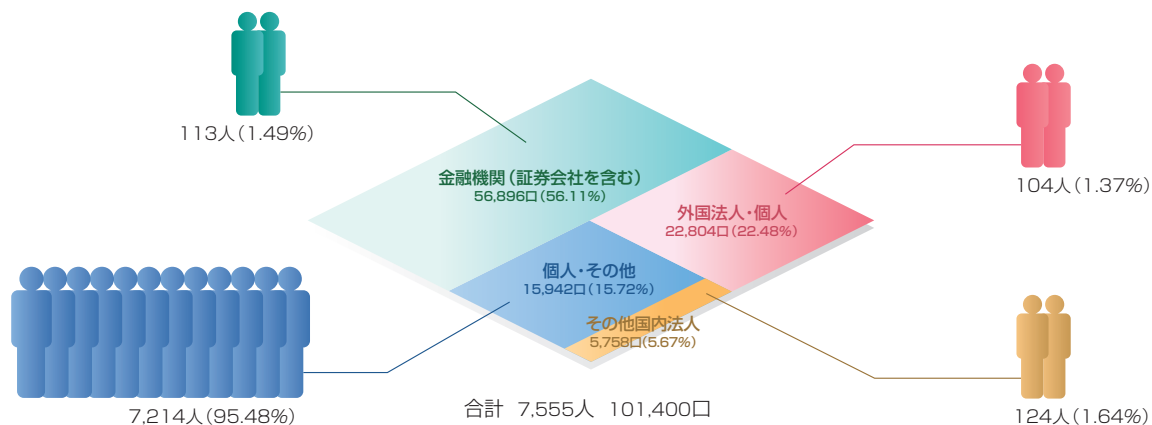 113人（1.49%）
104人（1.37%）
金融機関（証券会社を含む）
56,896口（56.11%）
外国法人・個人
22,804口（22.48%）
個人・その他
15,942口（15.72%）
その他国内法人
5,758口（5.67%）
7,214人（95.48%）
合計 7,555人 101,400口
124人（1.64%）